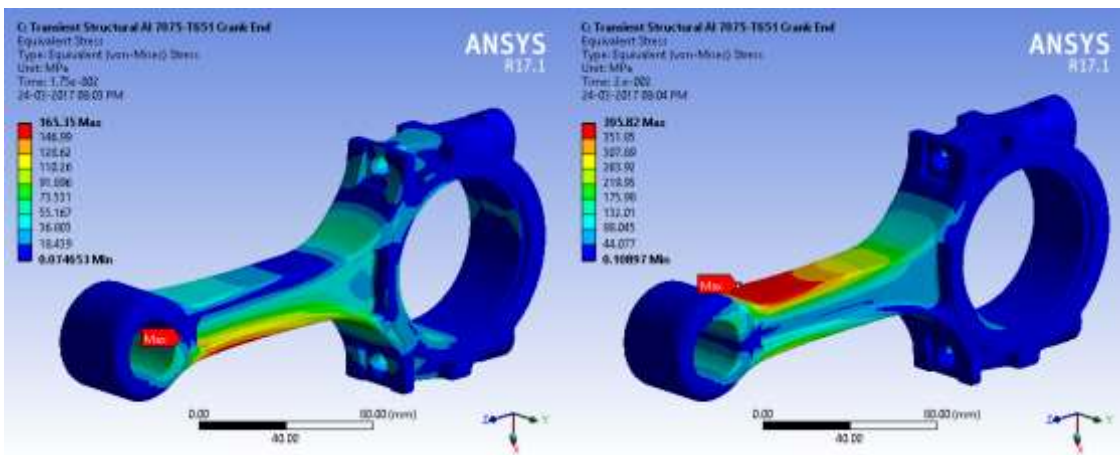 C: Transient Structural Al 7075-T651 Crank End
Equivalent Stress
Type: Equivalent (von-Mises) Stress
Unit: MPa
Time: 1.75e-002
24-03-2017 08:03 PM
ANSYS
R17.1
165.35 Max
146.99
128.62
110.26
91.896
73.531
55.167
36.803
18.439
0.074653 Min
Max
0.00
80.00 (mm)
40.00
Z
Y
X
C: Transient Structural Al 7075-T651 Crank End
Equivalent Stress
Type: Equivalent (von-Mises) Stress
Unit: MPa
Time: 2.e-002
24-03-2017 08:04 PM
ANSYS
R17.1
395.82 Max
351.85
307.89
263.92
219.95
175.98
132.01
88.045
44.077
0.10897 Min
Max
0.00
80.00 (mm)
40.00
Z
Y
X